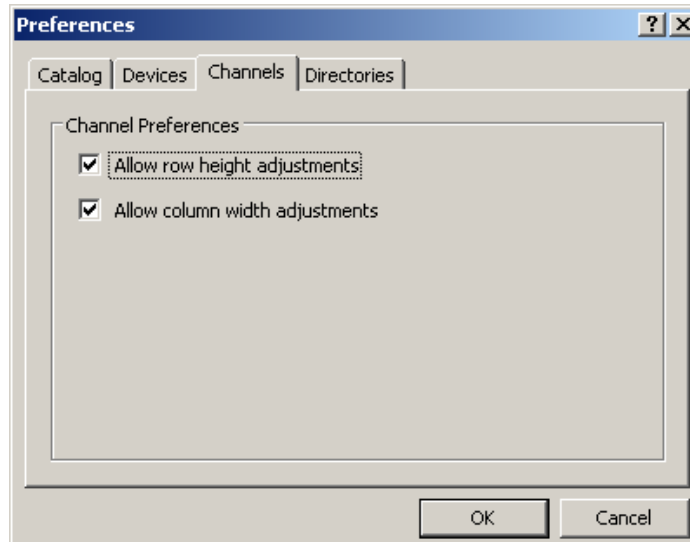 Preferences
Catalog Devices Channels Directories
Channel Preferences
Allow row height adjustments
Allow column width adjustments
OK Cancel